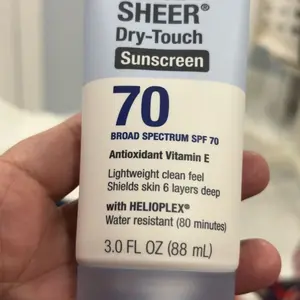 SHEER®
Dry-Touch
Sunscreen
70
BROAD SPECTRUM SPF 70
Antioxidant Vitamin E
Lightweight clean feel
Shields skin 6 layers deep
with HELIOPLEX®
Water resistant (80 minutes)
3.0 FL OZ (88 mL)